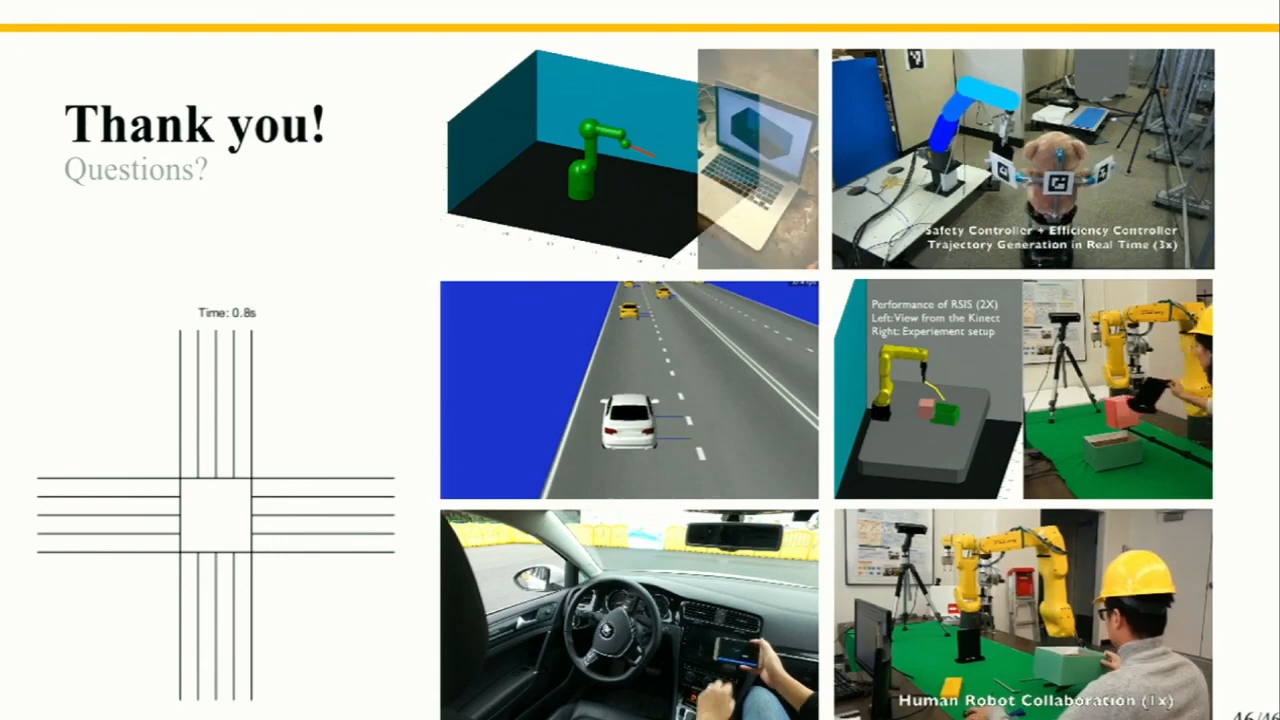 Thank you!
Questions?
Time: 0.8s
Safety Controller + Efficiency Controller
Trajectory Generation in Real Time (3x)
Performance of RSIS (2X)
Left: View from the Kinect
Right: Experiement setup
Human Robot Collaboration (1x)